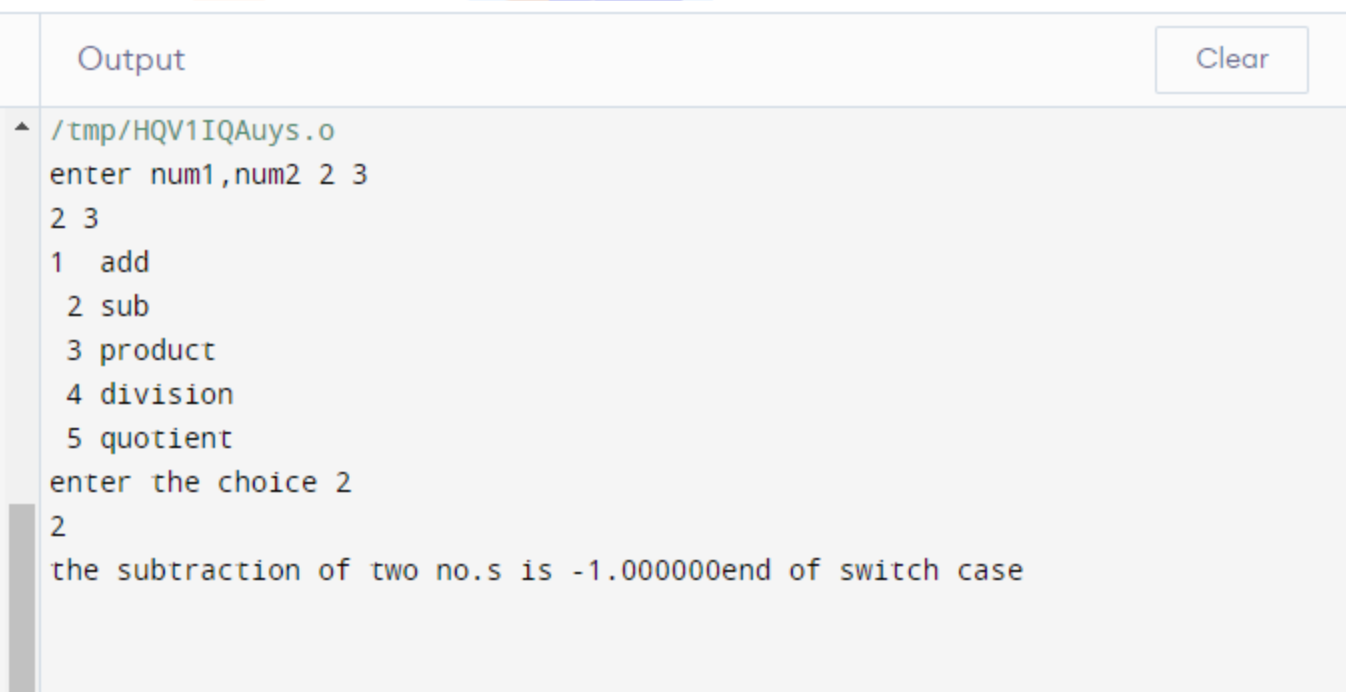 Output
Clear
/tmp/HQV1IQAuys.o
enter num1,num2 2 3
2 3
1  add
 2 sub
 3 product
 4 division
 5 quotient
enter the choice 2
2
the subtraction of two no.s is -1.000000end of switch case